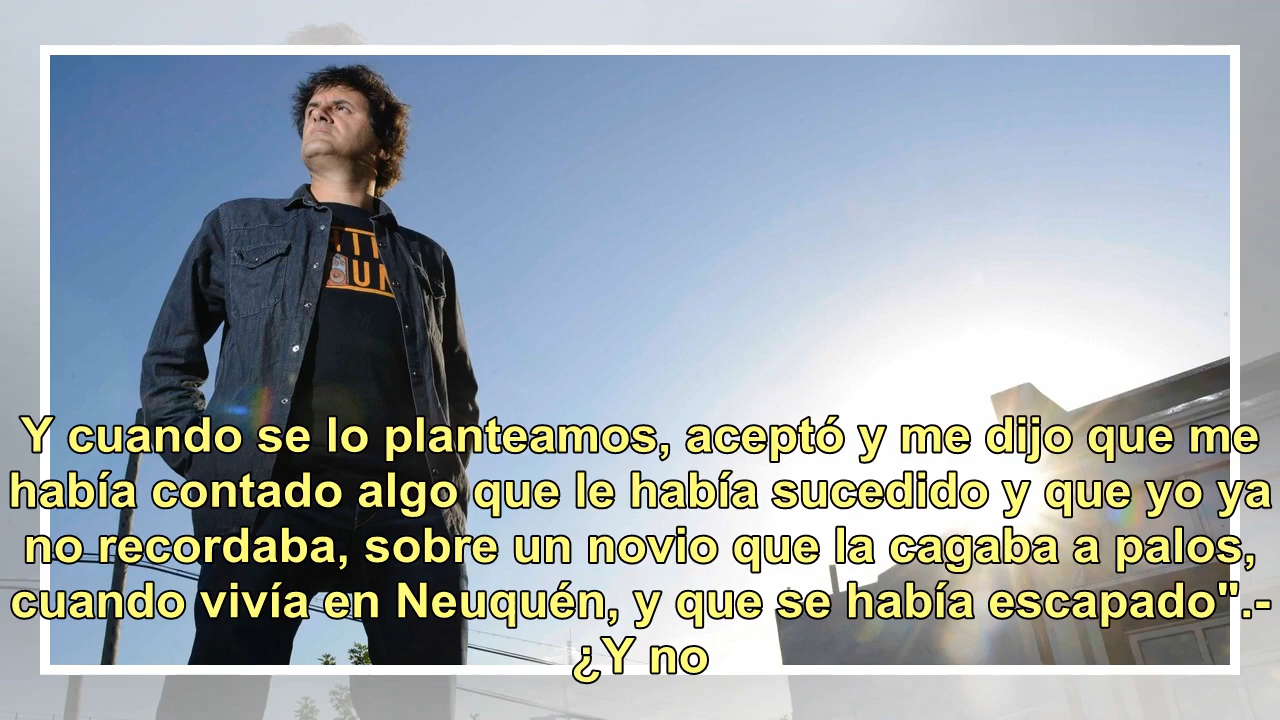 Y cuando se lo planteamos, aceptó y me dijo que me
había contado algo que le había sucedido y que yo ya
no recordaba, sobre un novio que la cagaba a palos,
cuando vivía en Neuquén, y que se había escapado".-
¿Y no